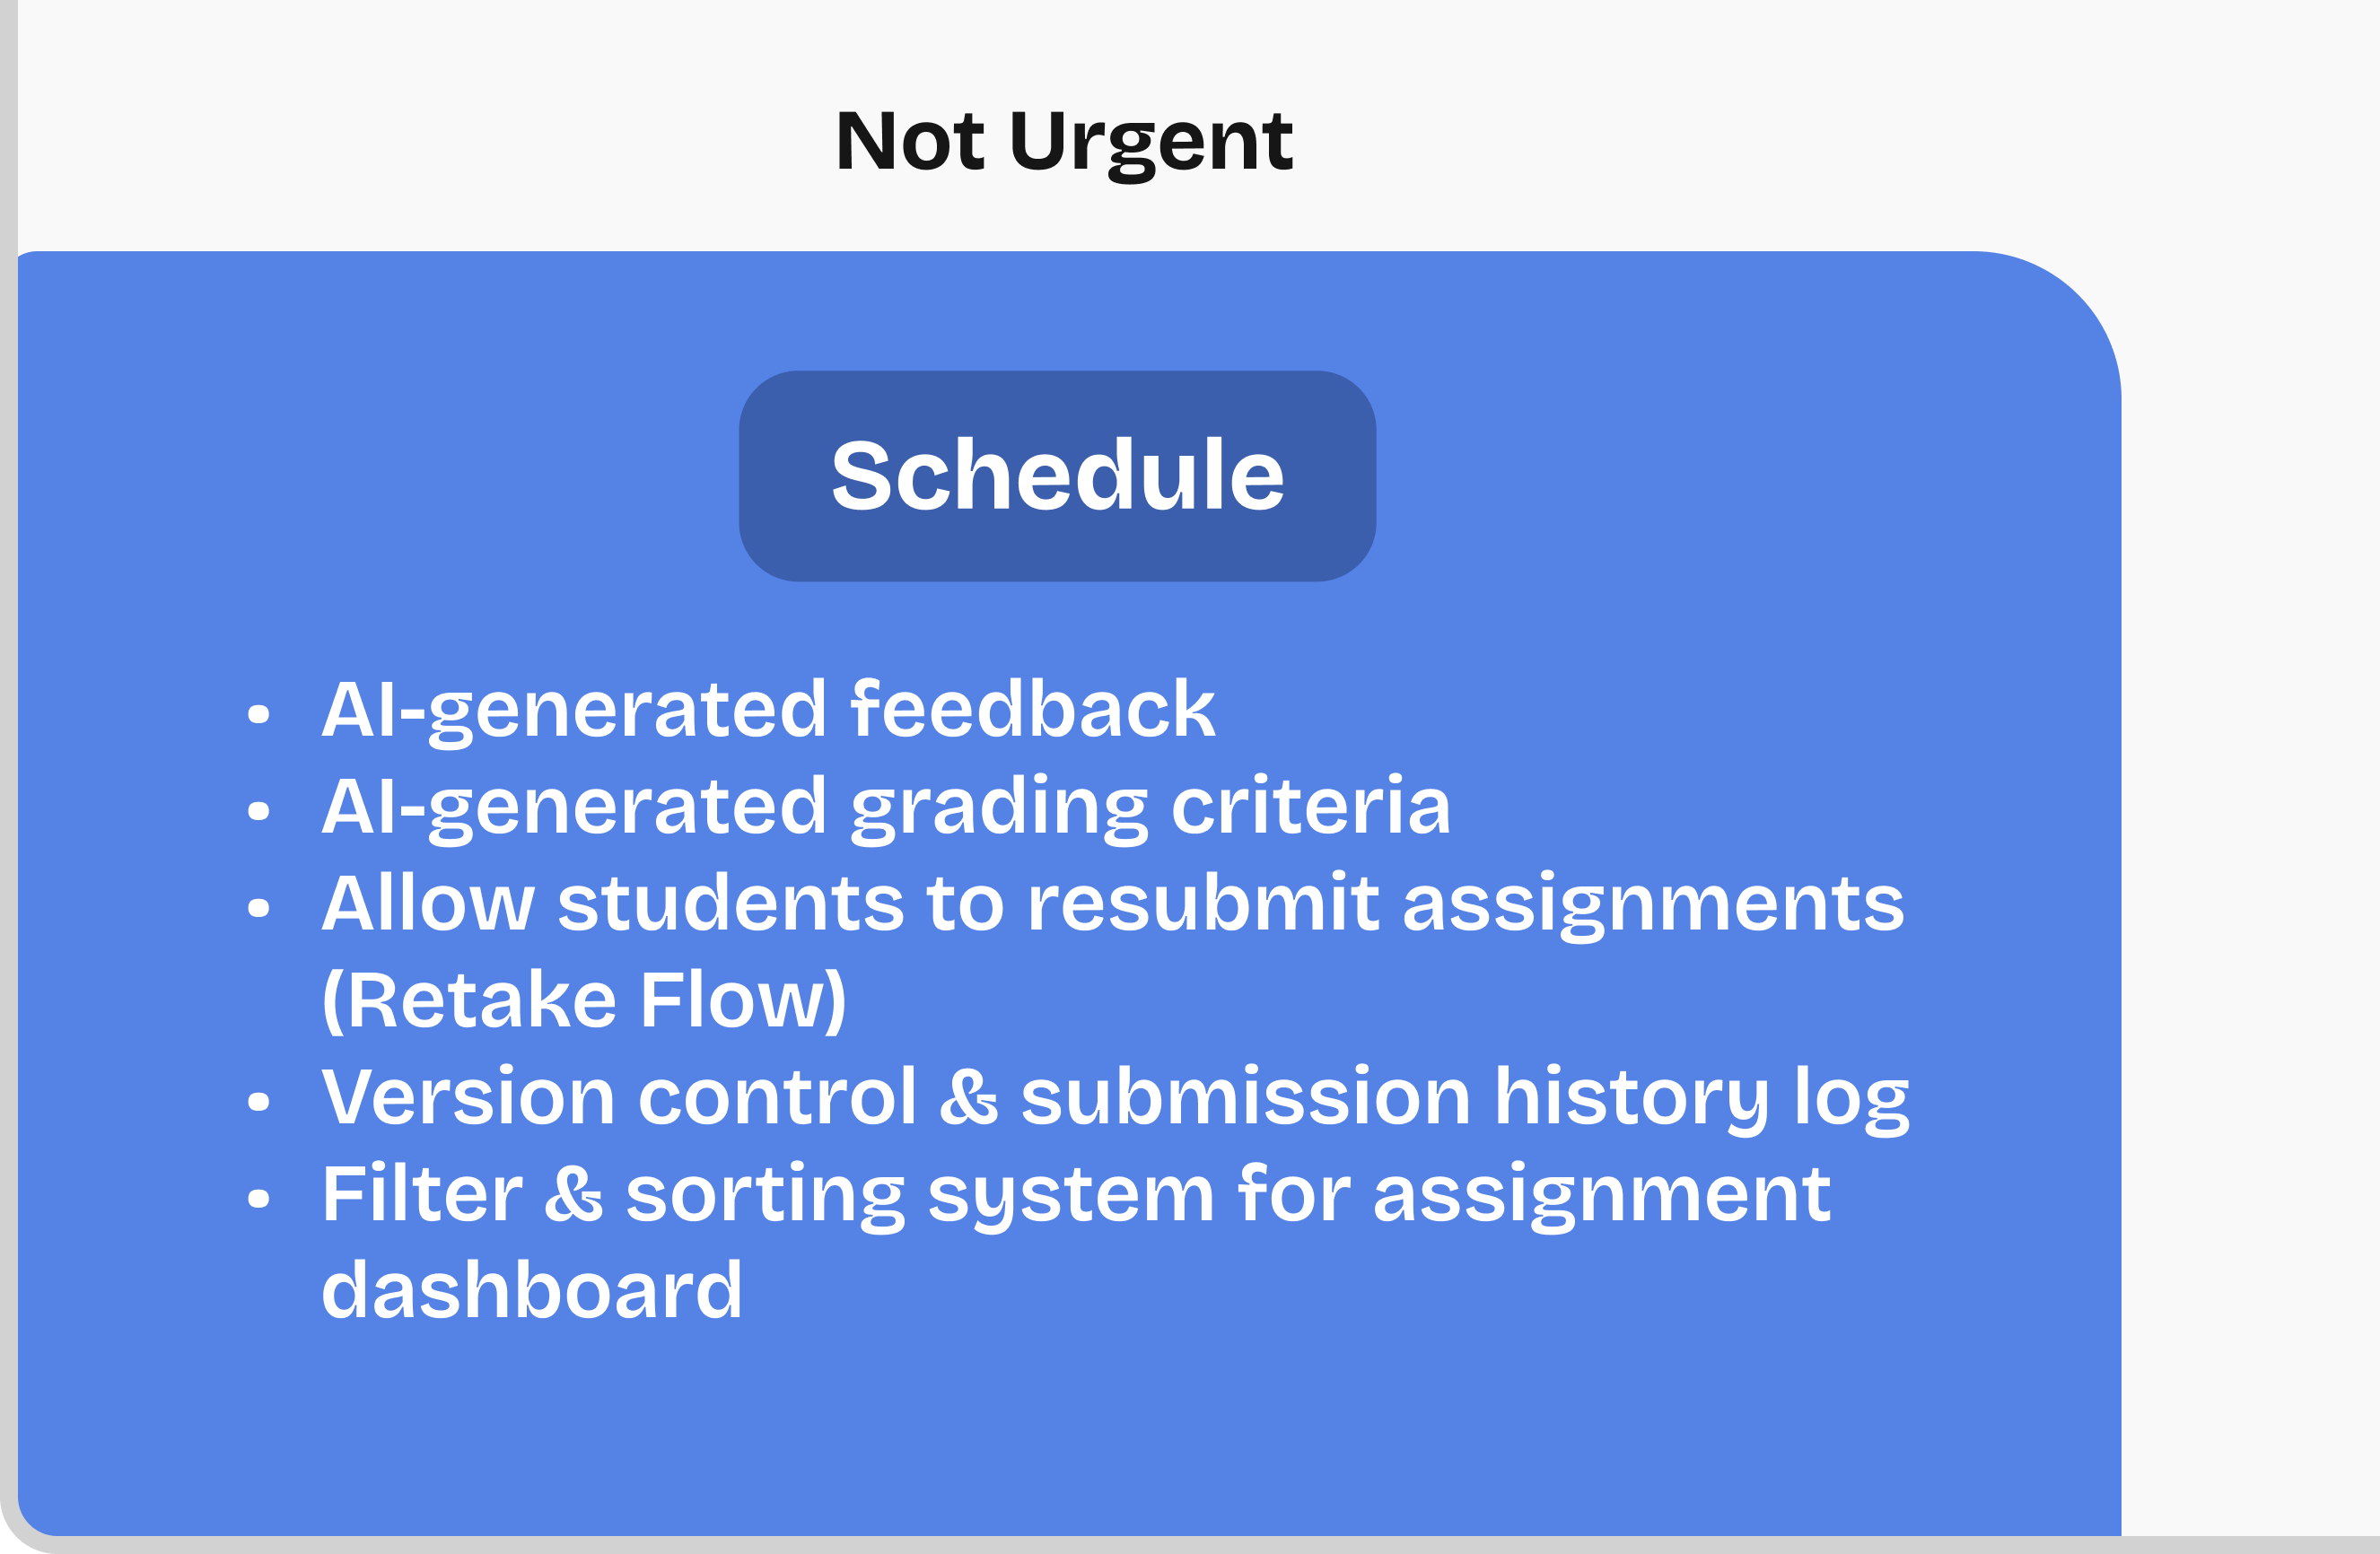 Not Urgent
Schedule
• AI-generated feedback
• AI-generated grading criteria
• Allow students to resubmit assignments
(Retake Flow)
• Version control & submission history log
• Filter & sorting system for assignment
dashboard